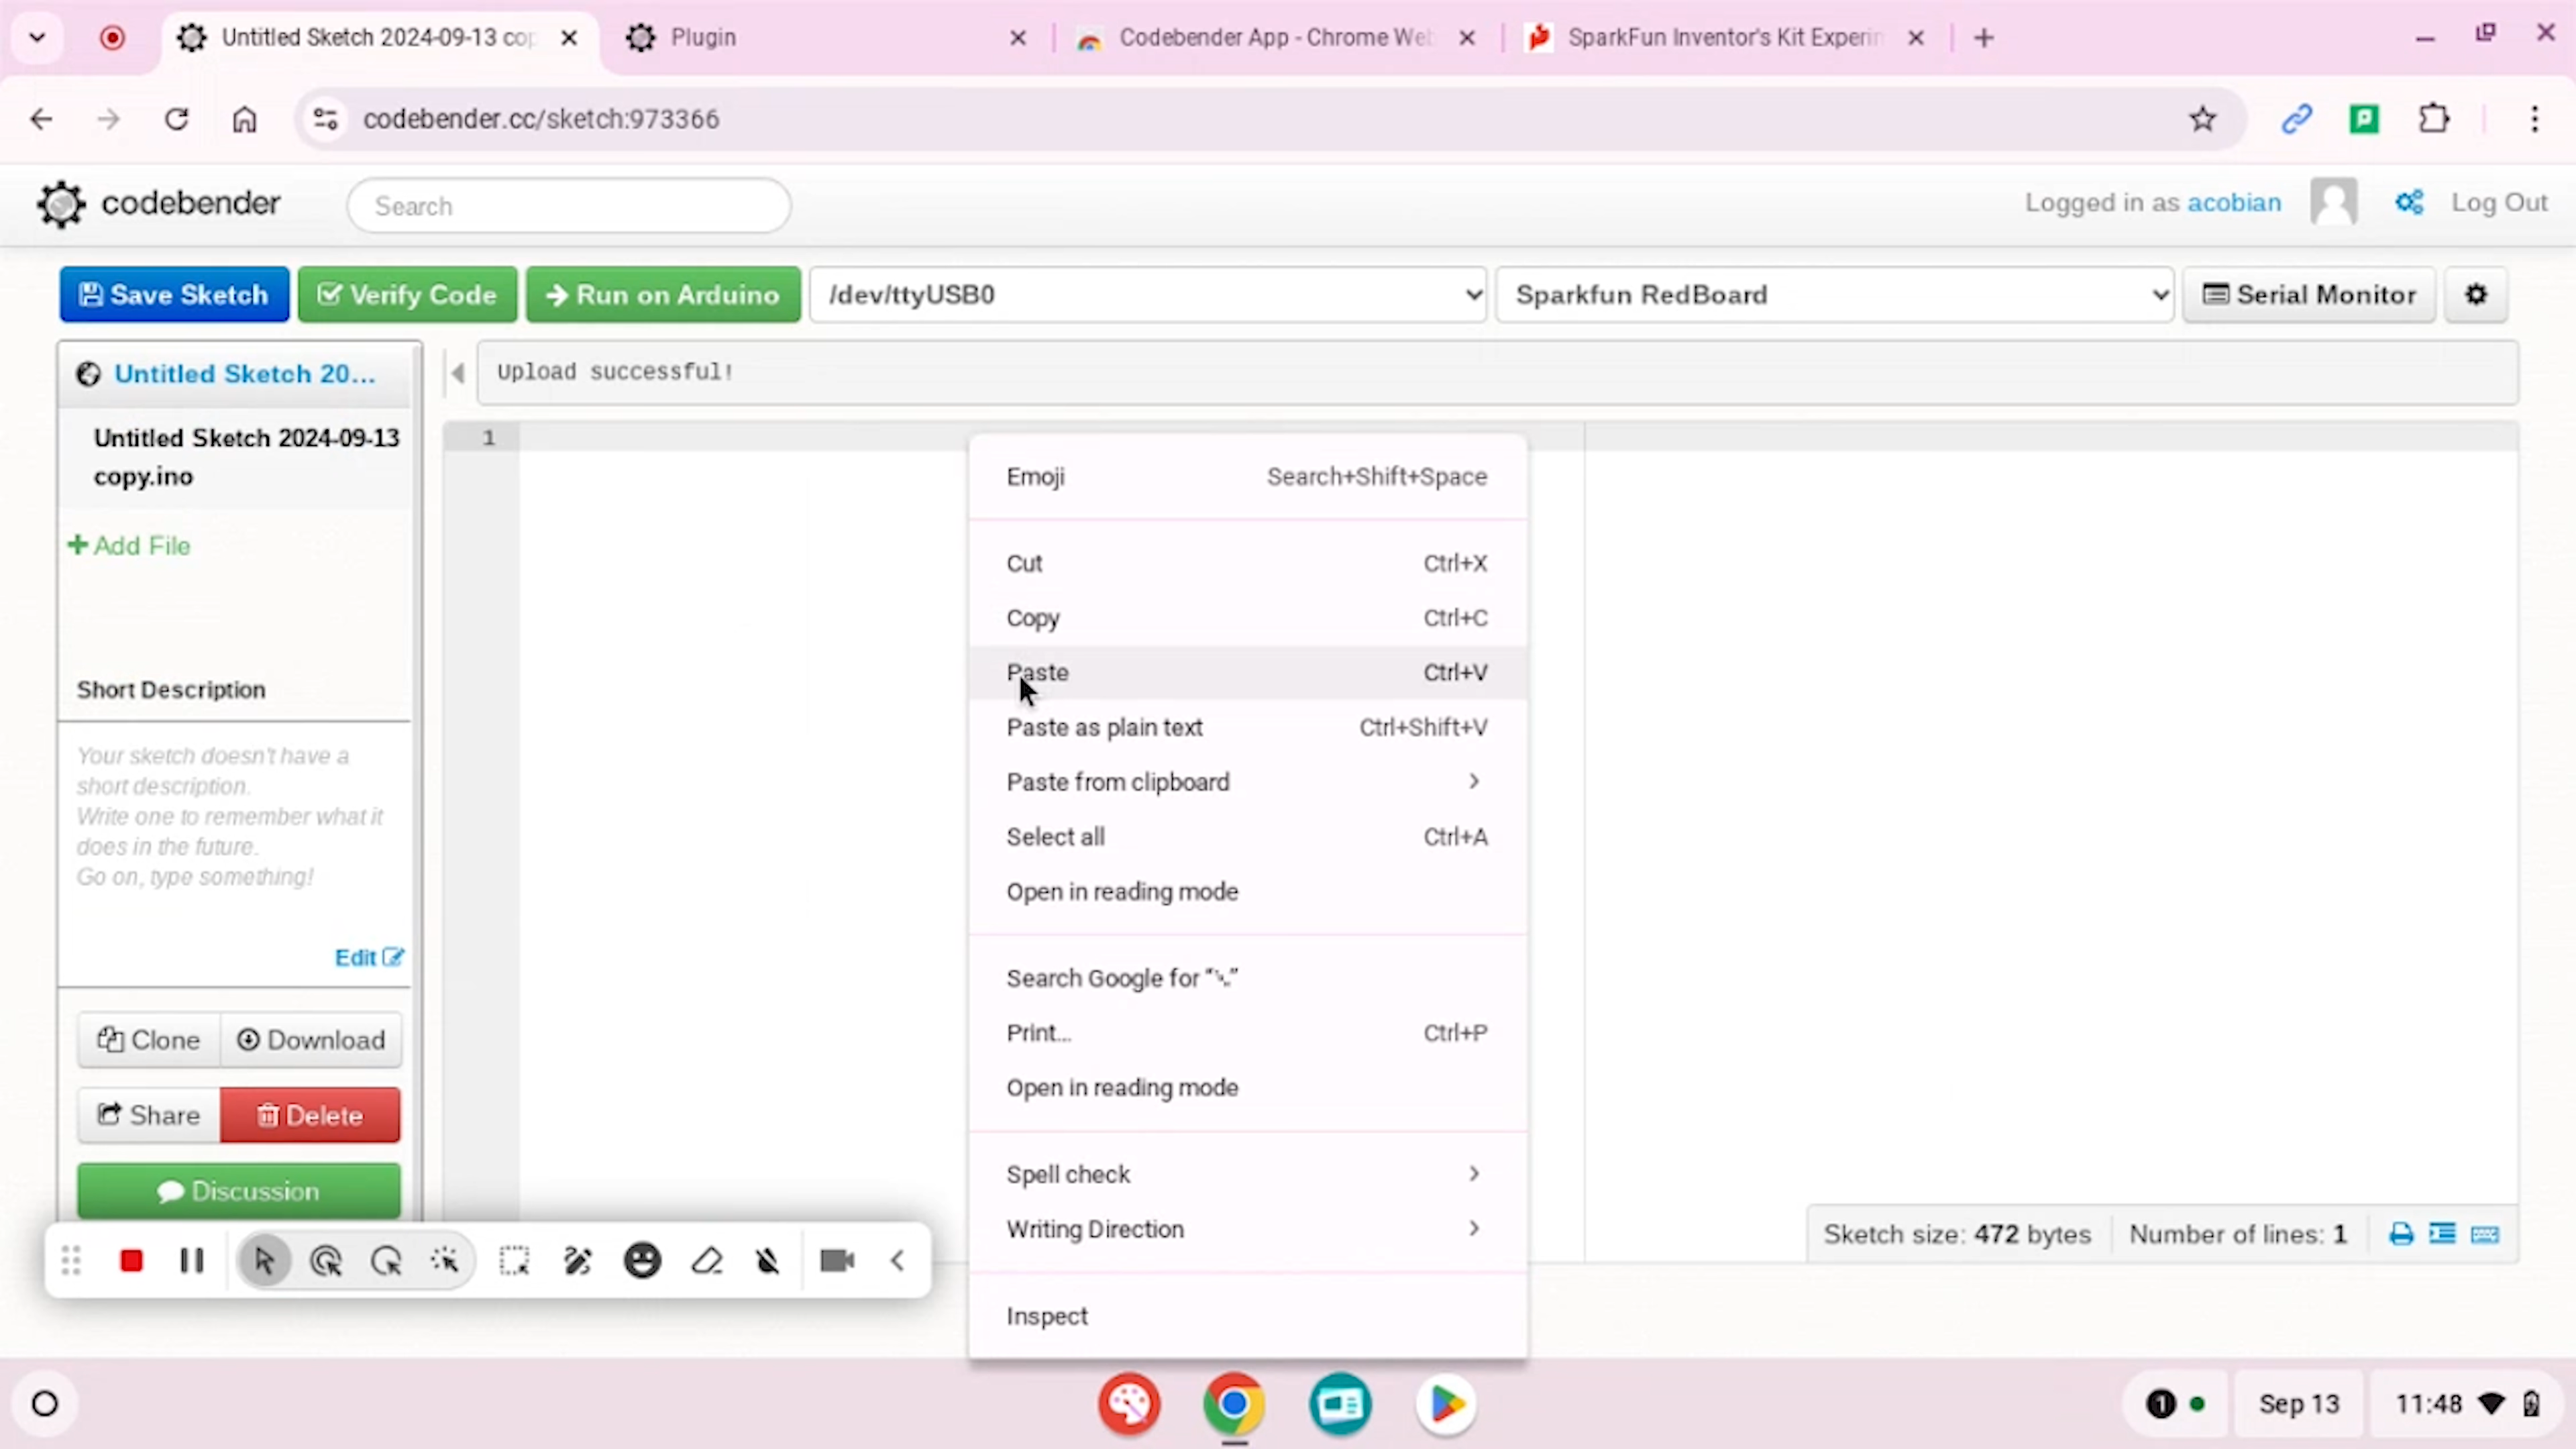 Untitled Sketch 2024-09-13 cop
Plugin
Codebender App - Chrome Web
SparkFun Inventor's Kit Experin
codebender.cc/sketch:973366
codebender
Search
Logged in as acobian
Log Out
Save Sketch
Verify Code
Run on Arduino
/dev/ttyUSB0
Sparkfun RedBoard
Serial Monitor
Untitled Sketch 20...
Upload successful!
Untitled Sketch 2024-09-13
copy.ino
Add File
Short Description
Your sketch doesn't have a
short description.
Write one to remember what it
does in the future.
Go on, type something!
Edit
Clone
Download
Share
Delete
Discussion
1
Emoji Search+Shift+Space
Cut Ctrl+X
Copy Ctrl+C
Paste Ctrl+V
Paste as plain text Ctrl+Shift+V
Paste from clipboard
Select all Ctrl+A
Open in reading mode
Search Google for “␠”
Print... Ctrl+P
Open in reading mode
Spell check
Writing Direction
Inspect
Sketch size: 472 bytes
Number of lines: 1
1
Sep 13
11:48